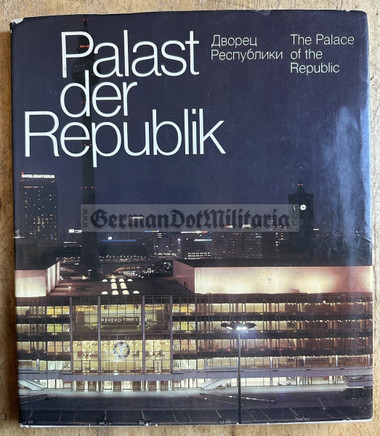 Palast
der
Republik
Дворец
Республики
The Palace
of the
Republic
GermanDotMilitaria